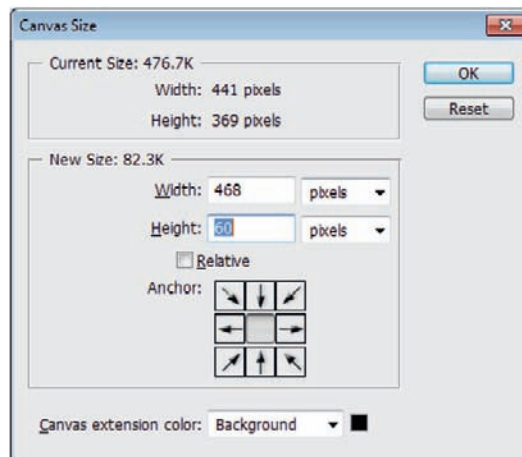 Canvas Size
Current Size: 476.7K
Width: 441 pixels
Height: 369 pixels
OK
Reset
New Size: 82.3K
Width: 468 pixels
Height: 60 pixels
Relative
Anchor:
Canvas extension color: Background